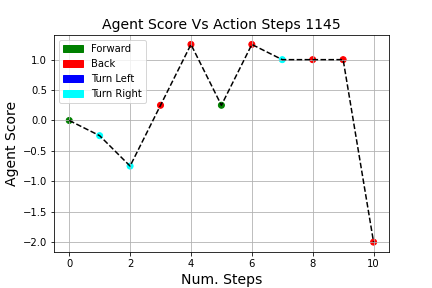 Agent Score Vs Action Steps 1145
Forward
Back
Turn Left
Turn Right
Agent Score
1.0
0.5
0.0
−0.5
−1.0
−1.5
−2.0
0 2 4 6 8 10
Num. Steps